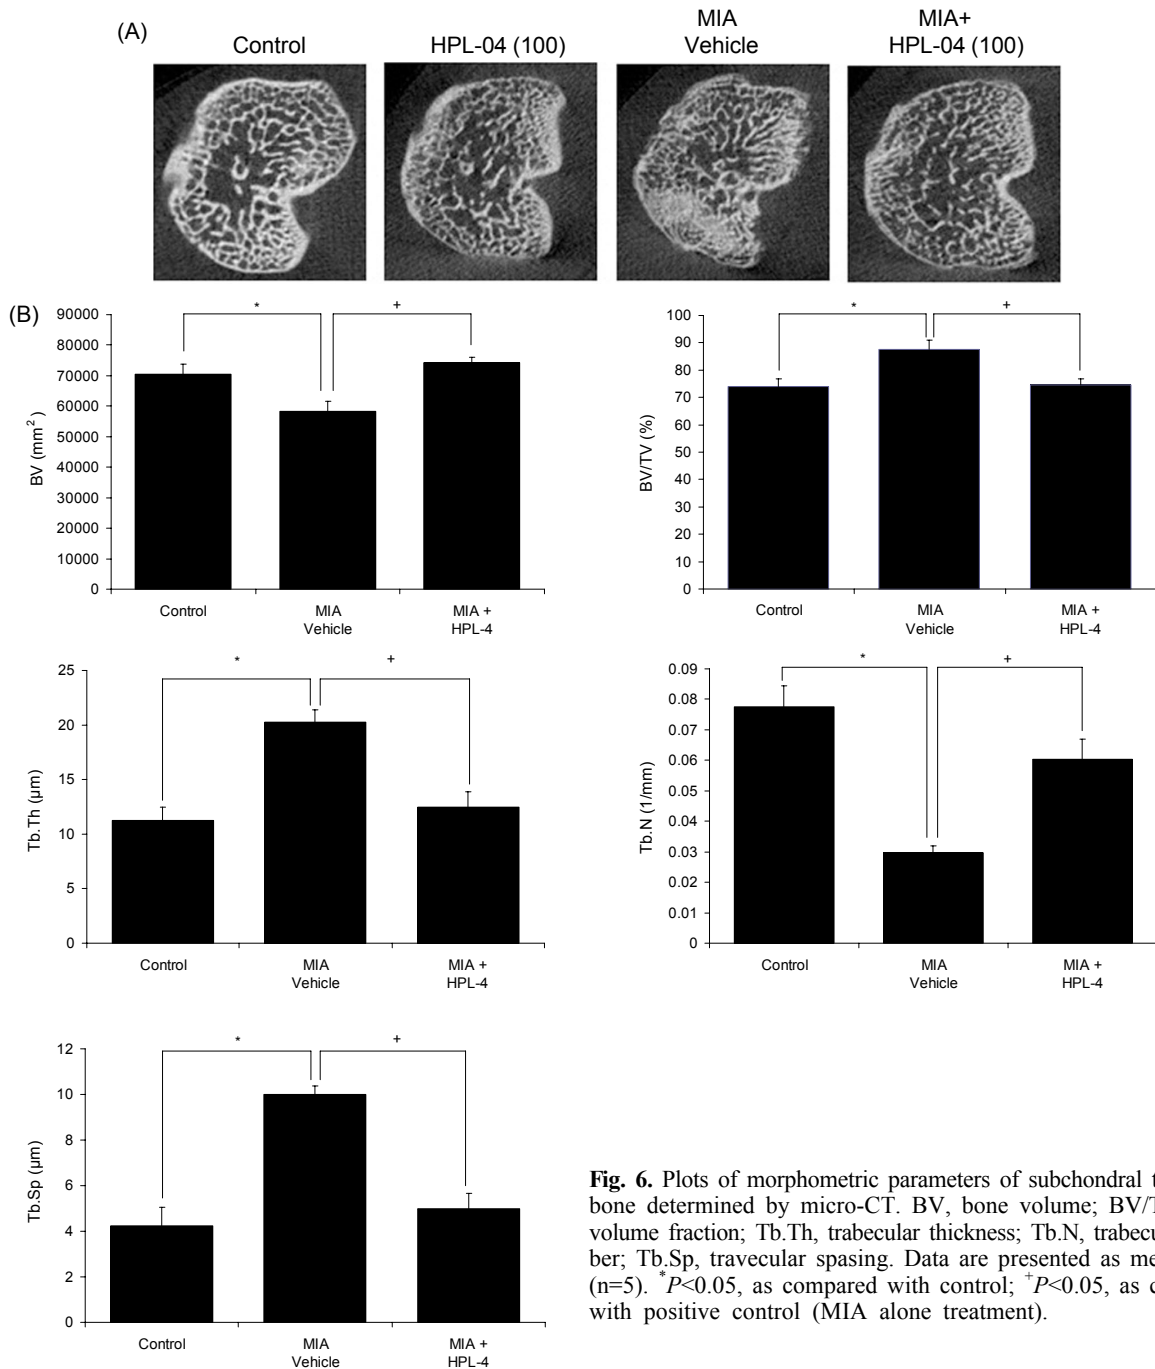 (A)
Control
HPL-04 (100)
MIA
Vehicle
MIA+
HPL-04 (100)
(B)
BV (mm2)
90000
80000
70000
60000
50000
40000
30000
20000
10000
0
*
+
Control
MIA
Vehicle
MIA +
HPL-4
BV/TV (%)
100
90
80
70
60
50
40
30
20
10
0
*
+
Control
MIA
Vehicle
MIA +
HPL-4
Tb.Th (µm)
25
20
15
10
5
0
*
+
Control
MIA
Vehicle
MIA +
HPL-4
Tb.N (1/mm)
0.09
0.08
0.07
0.06
0.05
0.04
0.03
0.02
0.01
0
*
+
Control
MIA
Vehicle
MIA +
HPL-4
Tb.Sp (µm)
12
10
8
6
4
2
0
*
+
Control
MIA
Vehicle
MIA +
HPL-4
Fig. 6. Plots of morphometric parameters of subchondral
bone determined by micro-CT. BV, bone volume;
volume fraction; Tb.Th, trabecular thickness; Tb.N,
ber; Tb.Sp, travecular spasing. Data are presented as
(n=5). *P<0.05, as compared with control; +P<0.05, as
with positive control (MIA alone treatment).